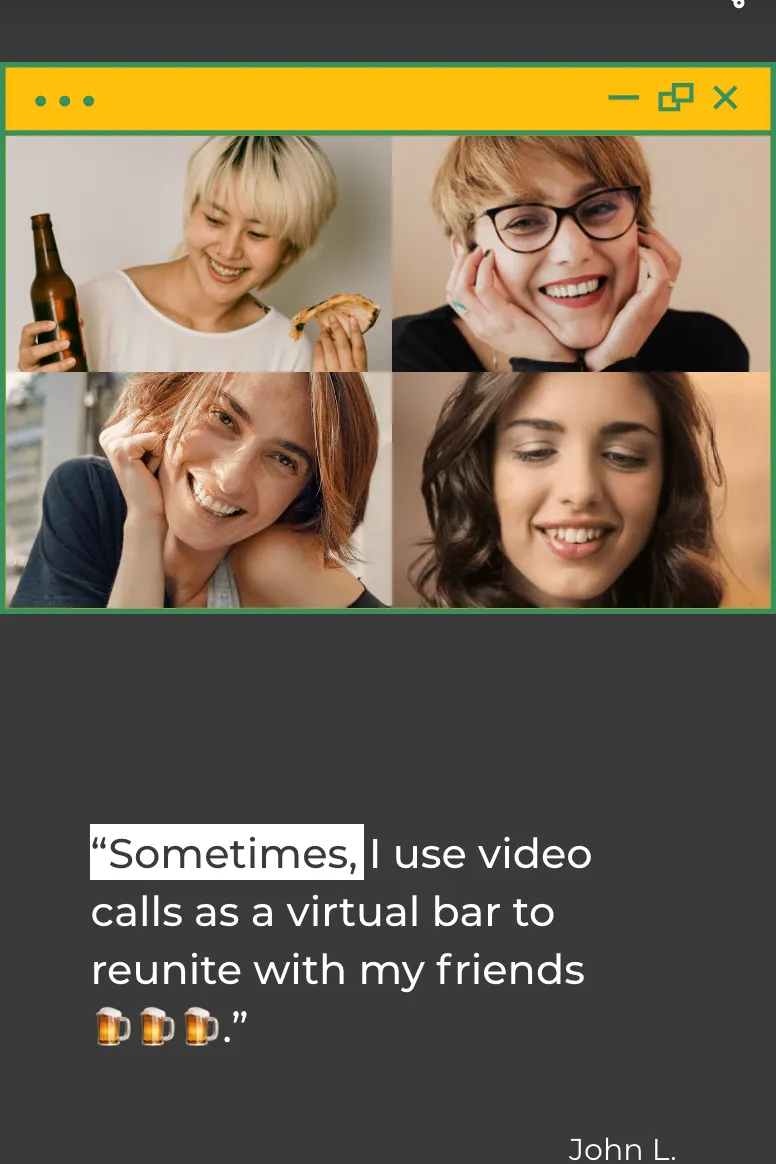 “Sometimes, I use video
calls as a virtual bar to
reunite with my friends
🍺🍺🍺.”
John L.